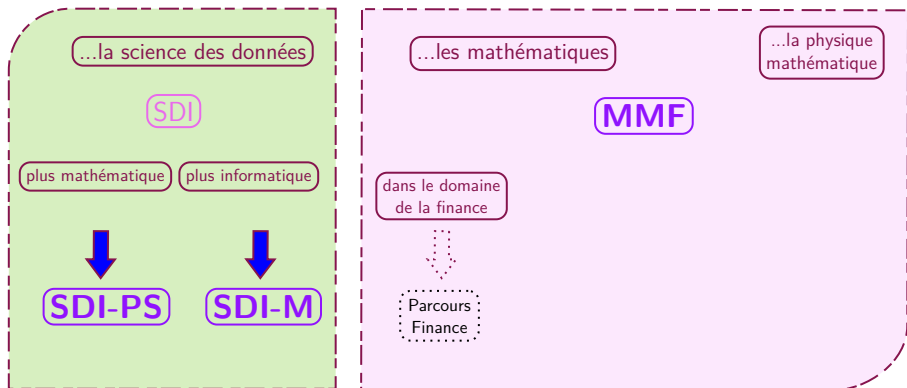 ...la science des données
SDI
plus mathématique
plus informatique
SDI-PS
SDI-M
...les mathématiques
...la physique
mathématique
MMF
dans le domaine
de la finance
Parcours
Finance